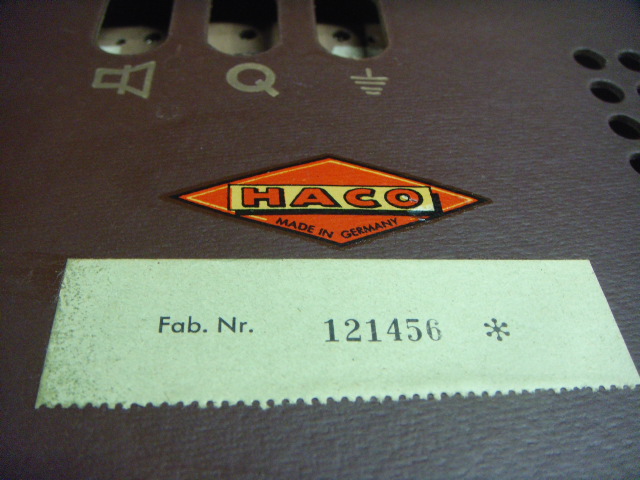 Q
HACO
MADE IN GERMANY
Fab. Nr. 121456 *